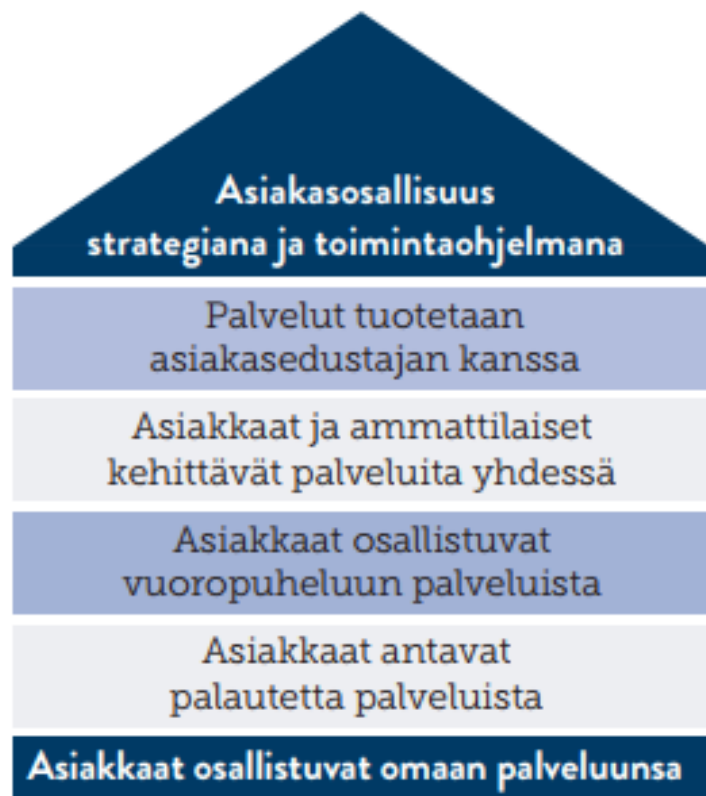 Asiakasosallisuus
strategiana ja toimintaohjelmana
Palvelut tuotetaan
asiakasedustajan kanssa
Asiakkaat ja ammattilaiset
kehittävät palveluita yhdessä
Asiakkaat osallistuvat
vuoropuheluun palveluista
Asiakkaat antavat
palautetta palveluista
Asiakkaat osallistuvat omaan palveluunsa